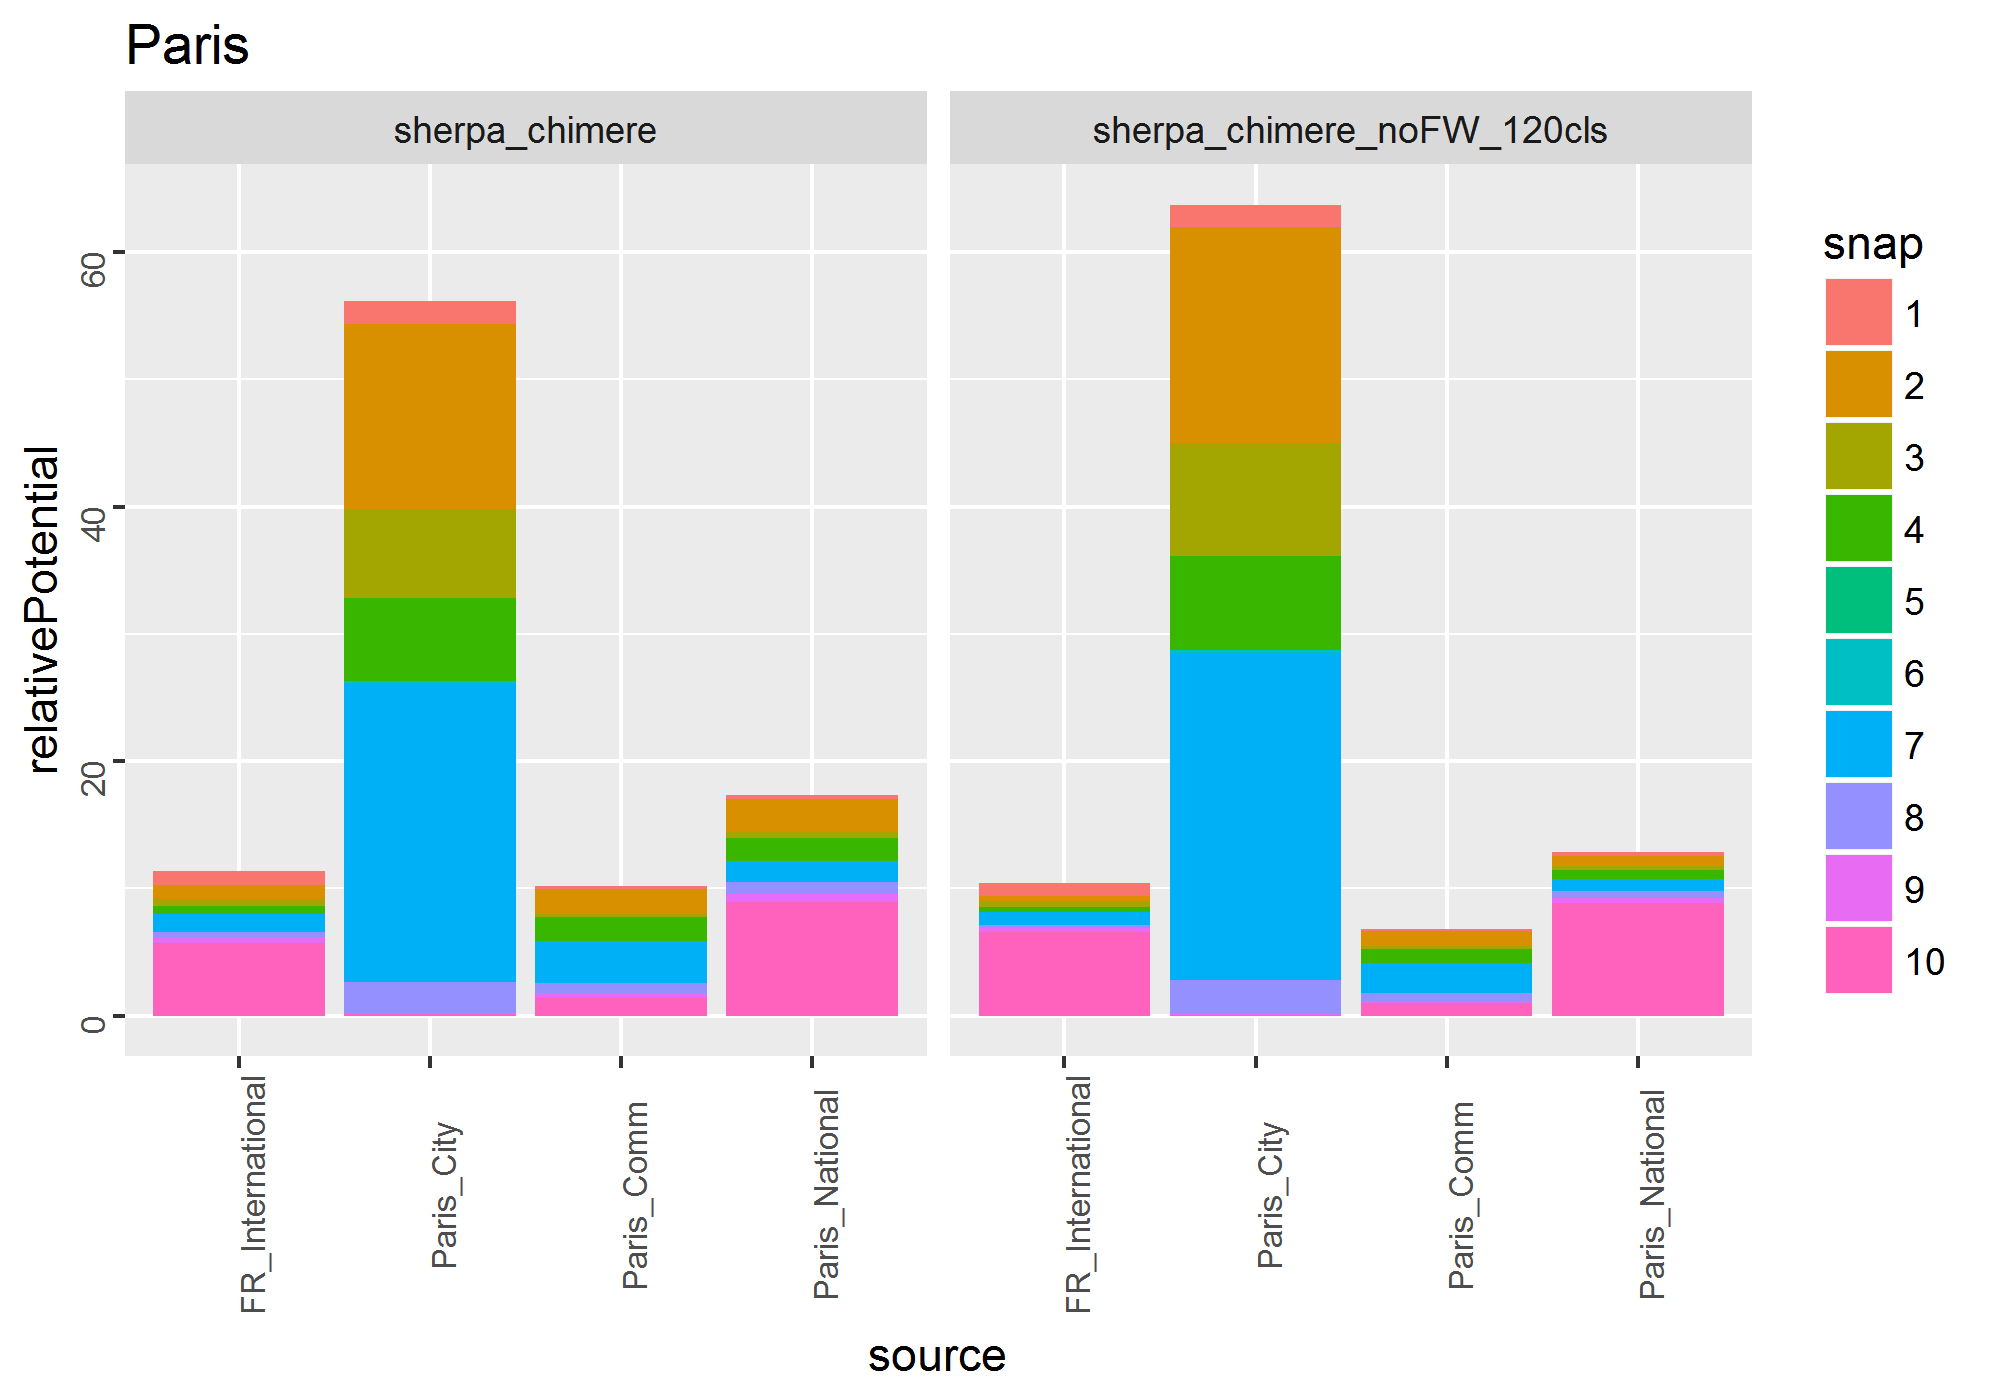 Paris
sherpa_chimere
sherpa_chimere_noFW_120cls
relativePotential
60
40
20
0
FR_International
Paris_City
Paris_Comm
Paris_National
FR_International
Paris_City
Paris_Comm
Paris_National
source
snap
1
2
3
4
5
6
7
8
9
10